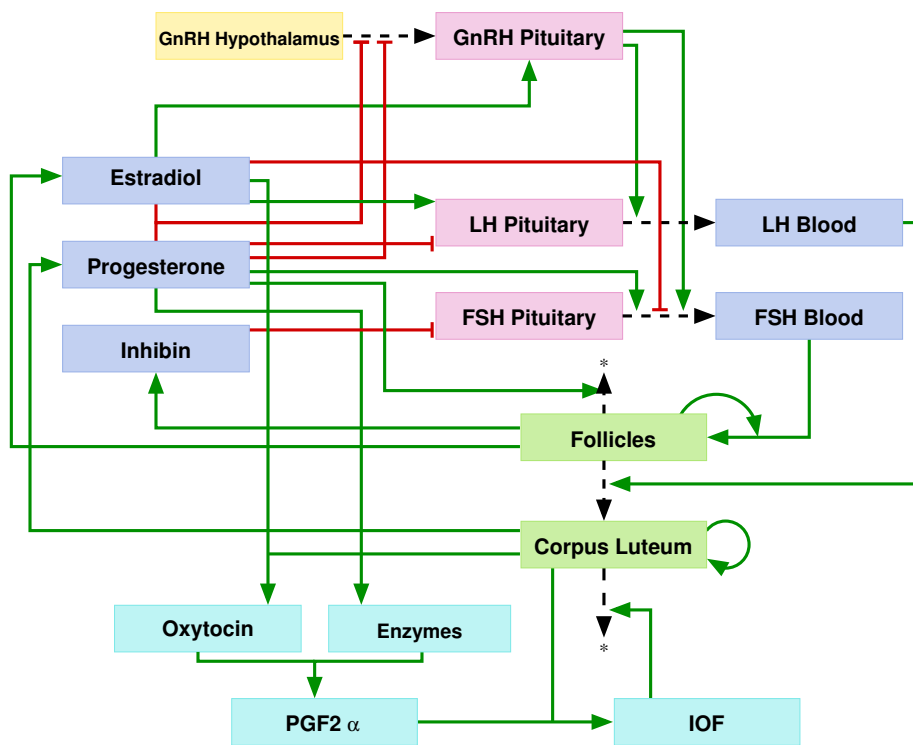 GnRH Hypothalamus
GnRH Pituitary
Estradiol
LH Pituitary
LH Blood
Progesterone
FSH Pituitary
FSH Blood
Inhibin
*
Follicles
Corpus Luteum
Oxytocin
Enzymes
*
PGF2 α
IOF